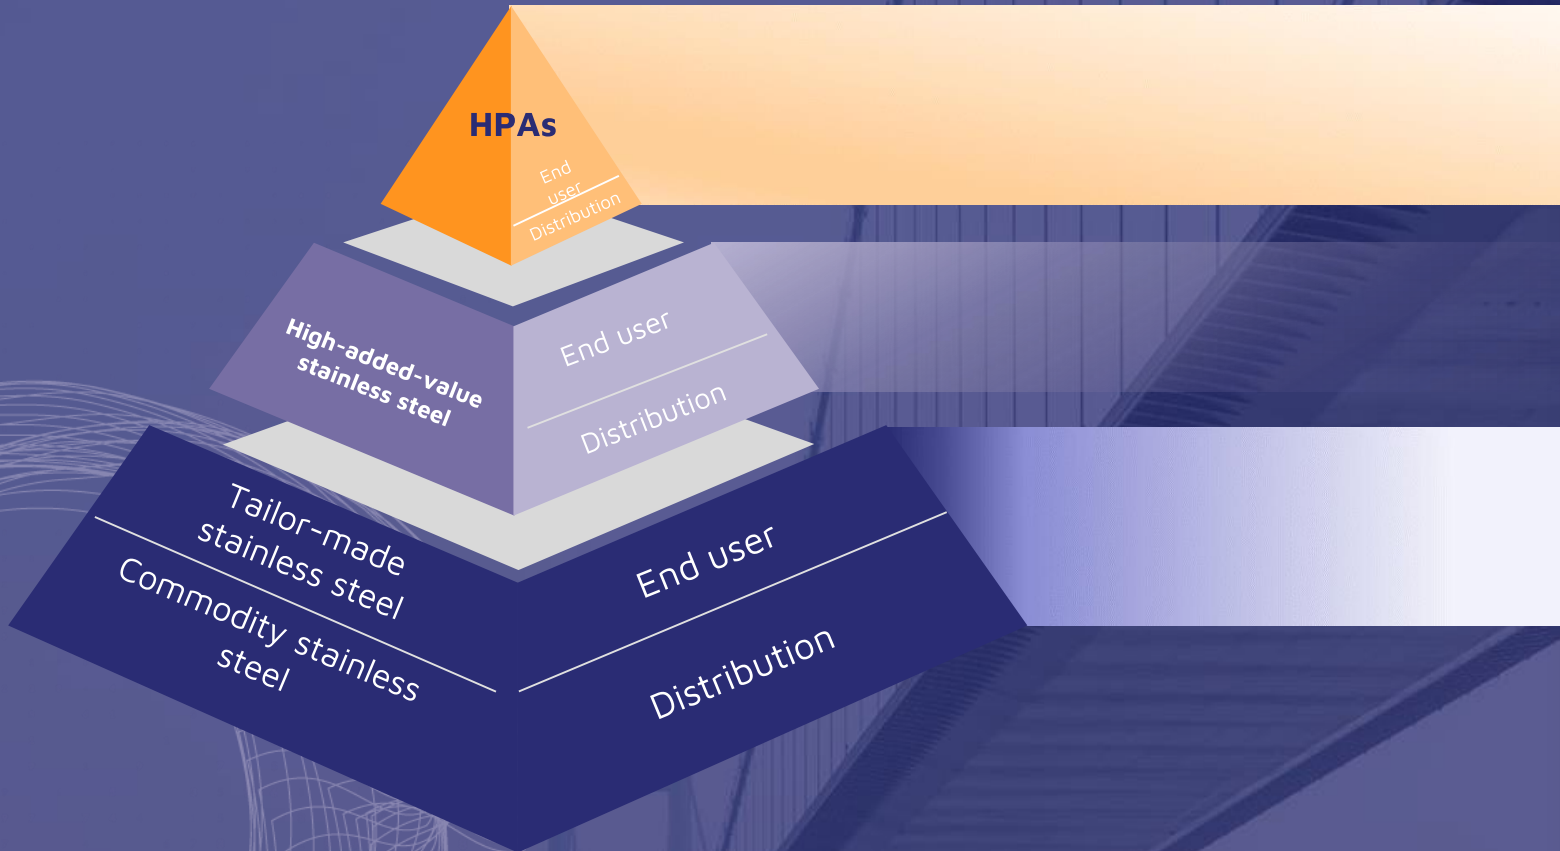 HPAs
End
user
Distribution
High-added-value
stainless steel
End user
Distribution
Tailor-made
stainless steel
Commodity stainless
steel
End user
Distribution